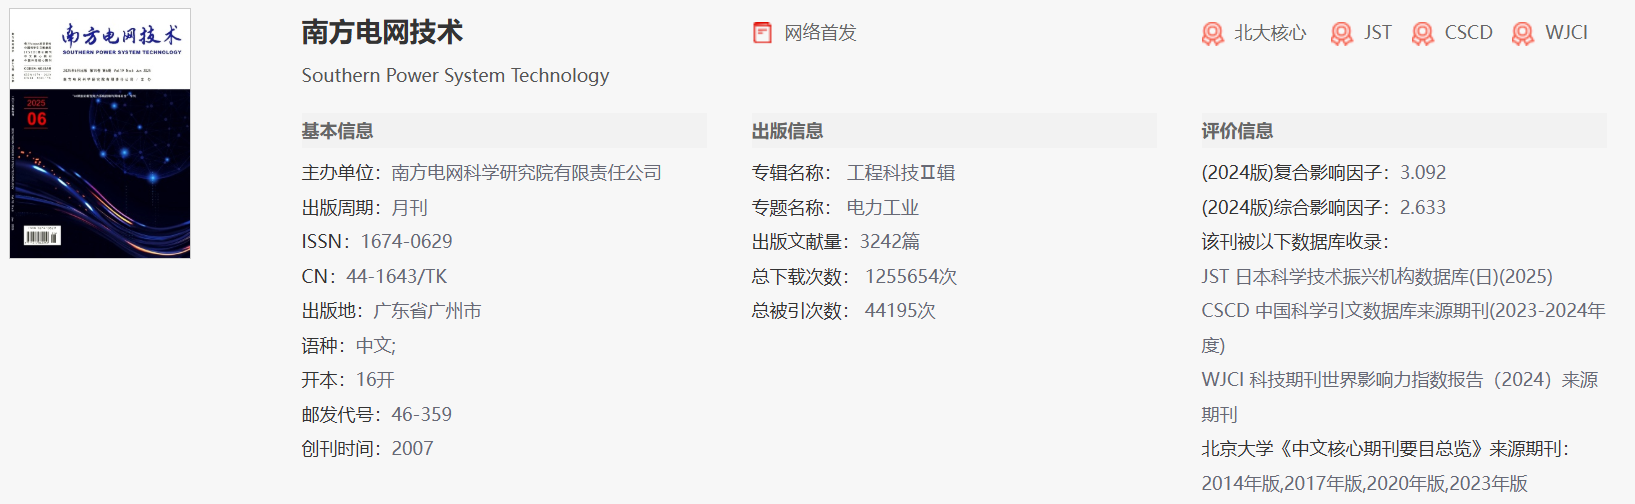 南方电网技术
SOUTHERN POWER SYSTEM TECHNOLOGY
2025
06
南方电网技术
Southern Power System Technology
网络首发
北大核心 JST CSCD WJCI
基本信息
主办单位：南方电网科学研究院有限责任公司
出版周期：月刊
ISSN：1674-0629
CN：44-1643/TK
出版地：广东省广州市
语种：中文;
开本：16开
邮发代号：46-359
创刊时间：2007
出版信息
专辑名称： 工程科技Ⅱ辑
专题名称： 电力工业
出版文献量：3242篇
总下载次数： 1255654次
总被引次数： 44195次
评价信息
(2024版)复合影响因子：3.092
(2024版)综合影响因子：2.633
该刊被以下数据库收录：
JST 日本科学技术振兴机构数据库(日)(2025)
CSCD 中国科学引文数据库来源期刊(2023-2024年
度)
WJCI 科技期刊世界影响力指数报告（2024）来源
期刊
北京大学《中文核心期刊要目总览》来源期刊：
2014年版,2017年版,2020年版,2023年版